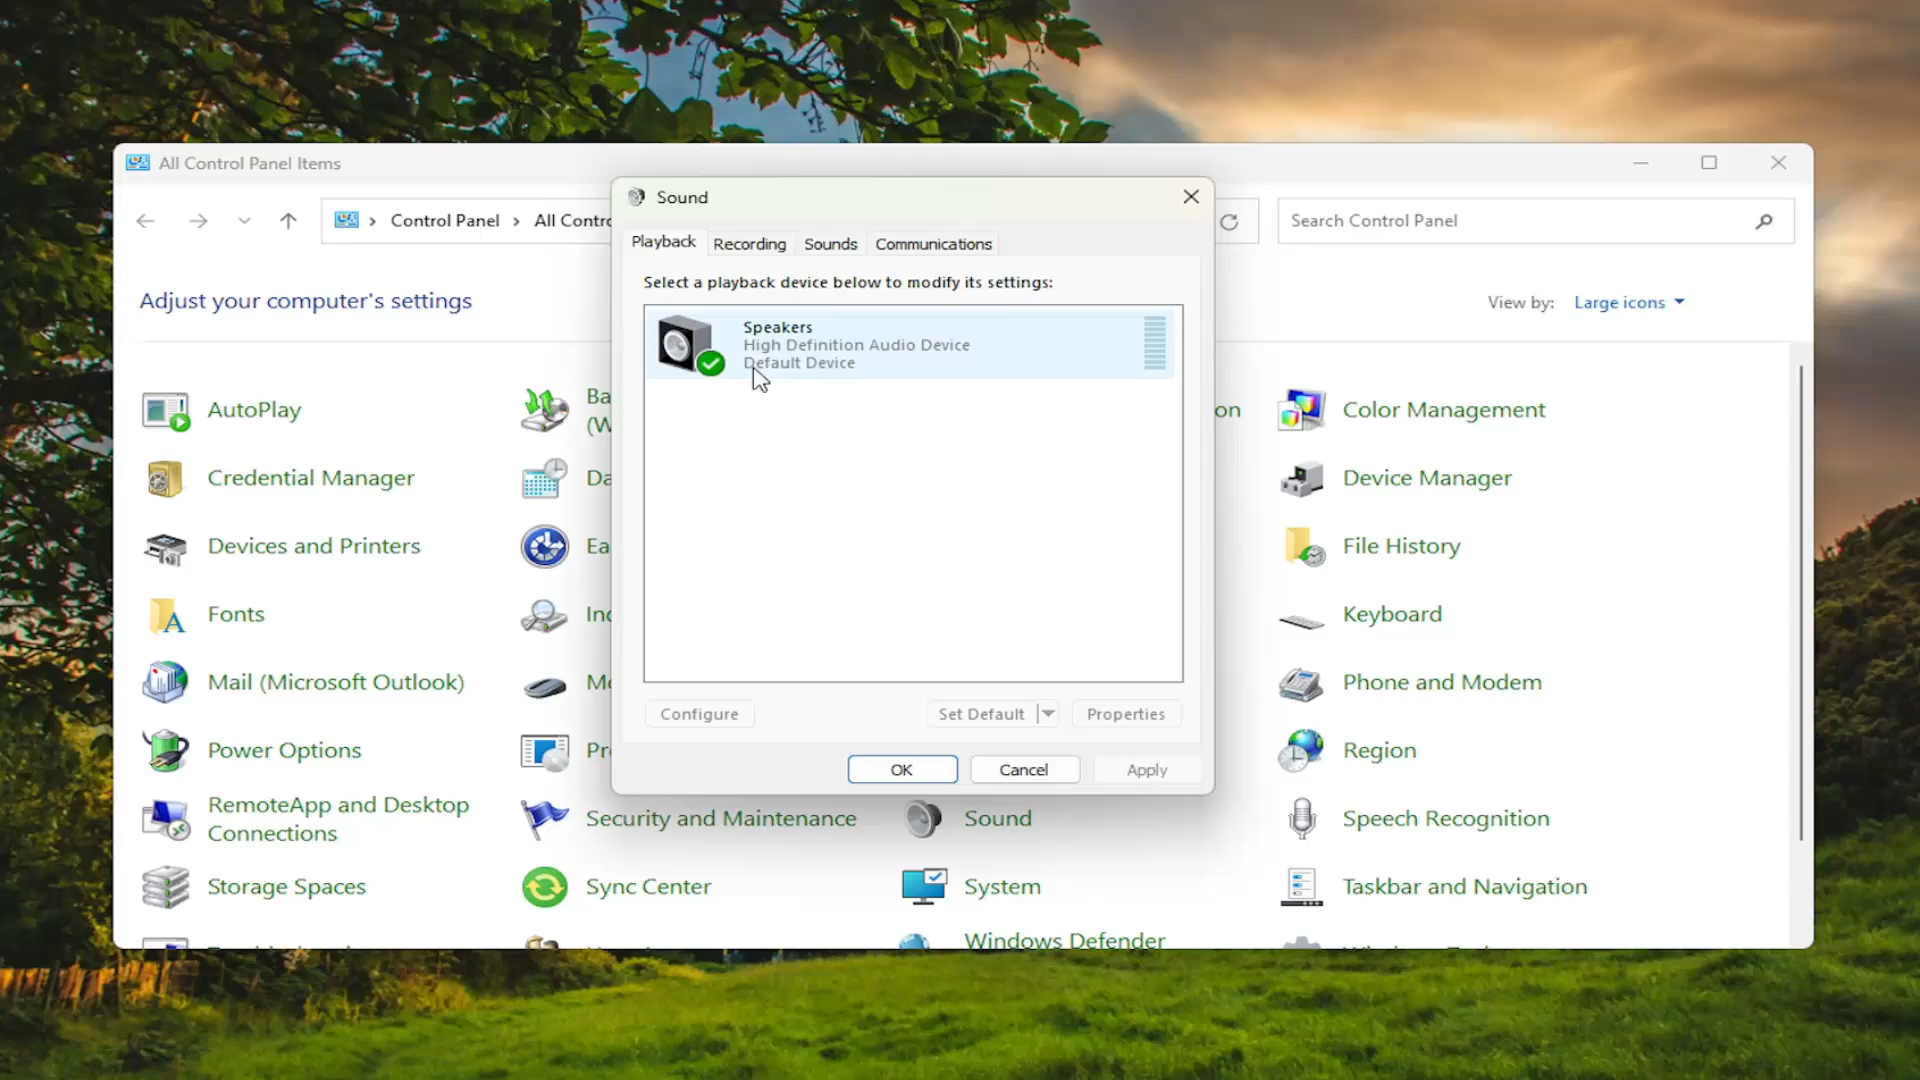 All Control Panel Items
Control Panel
All Contro
Search Control Panel
Adjust your computer's settings
View by:
Large icons
Sound
Playback
Recording
Sounds
Communications
Select a playback device below to modify its settings:
Speakers
High Definition Audio Device
Default Device
Configure
Set Default
Properties
OK
Cancel
Apply
AutoPlay
Ba
(W
on
Color Management
Credential Manager
Da
Device Manager
Devices and Printers
Ea
File History
Fonts
Inc
Keyboard
Mail (Microsoft Outlook)
Mo
Phone and Modem
Power Options
Pr
Region
RemoteApp and Desktop
Connections
Security and Maintenance
Sound
Speech Recognition
Storage Spaces
Sync Center
System
Taskbar and Navigation
Windows Defender